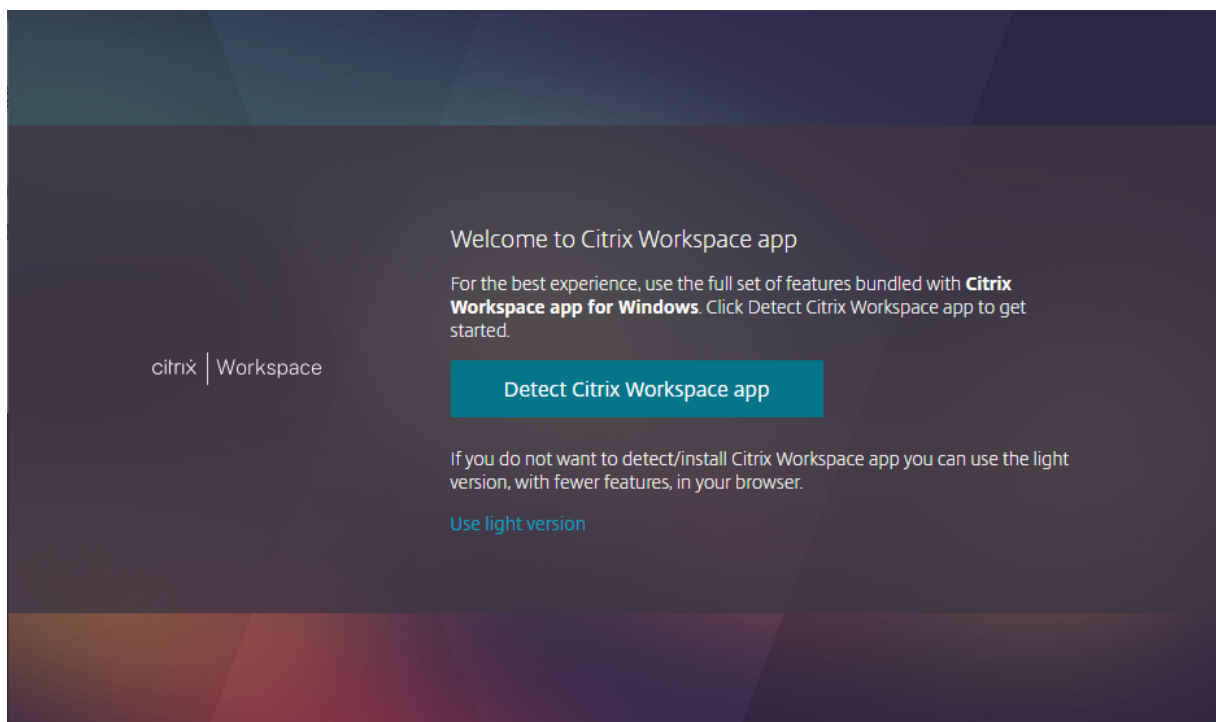 Welcome to Citrix Workspace app
For the best experience, use the full set of features bundled with Citrix
Workspace app for Windows. Click Detect Citrix Workspace app to get
started.
citrix | Workspace
Detect Citrix Workspace app
If you do not want to detect/install Citrix Workspace app you can use the light
version, with fewer features, in your browser.
Use light version